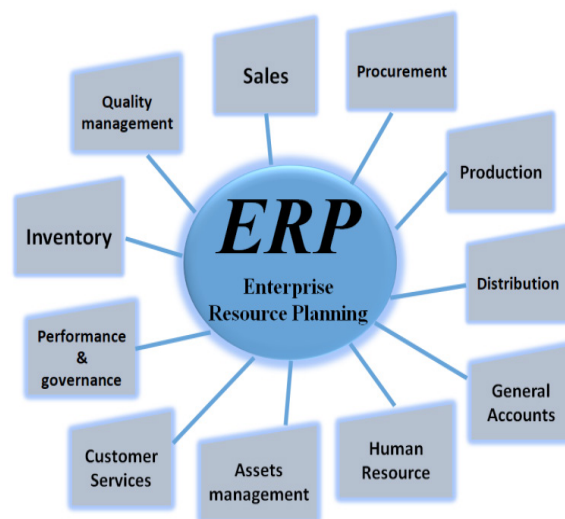 Sales
Procurement
Production
Distribution
General
Accounts
Human
Resource
Assets
management
Customer
Services
Performance
&
governance
Inventory
Quality
management
ERP
Enterprise
Resource Planning